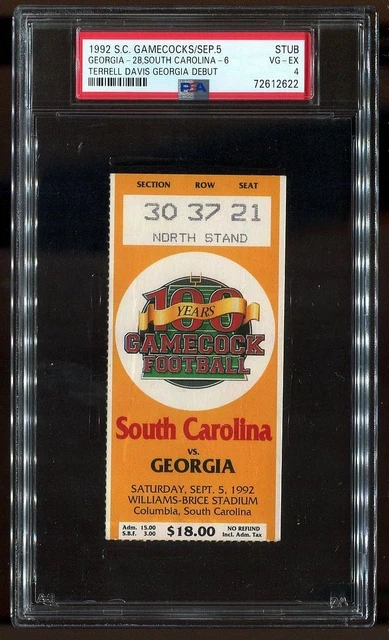 1992 S.C. GAMECOCKS/SEP.5 STUB
GEORGIA - 28,SOUTH CAROLINA - 6 VG - EX
TERRELL DAVIS GEORGIA DEBUT 4
PSA 72612622
SECTION ROW SEAT
30 37 21
NORTH STAND
100
YEARS
GAMECOCK
FOOTBALL
South Carolina
vs.
GEORGIA
SATURDAY, SEPT. 5, 1992
WILLIAMS-BRICE STADIUM
Columbia, South Carolina
Adm. 15.00 $18.00 NO REFUND
S.B.F. 3.00 Incl. Adm. Tax